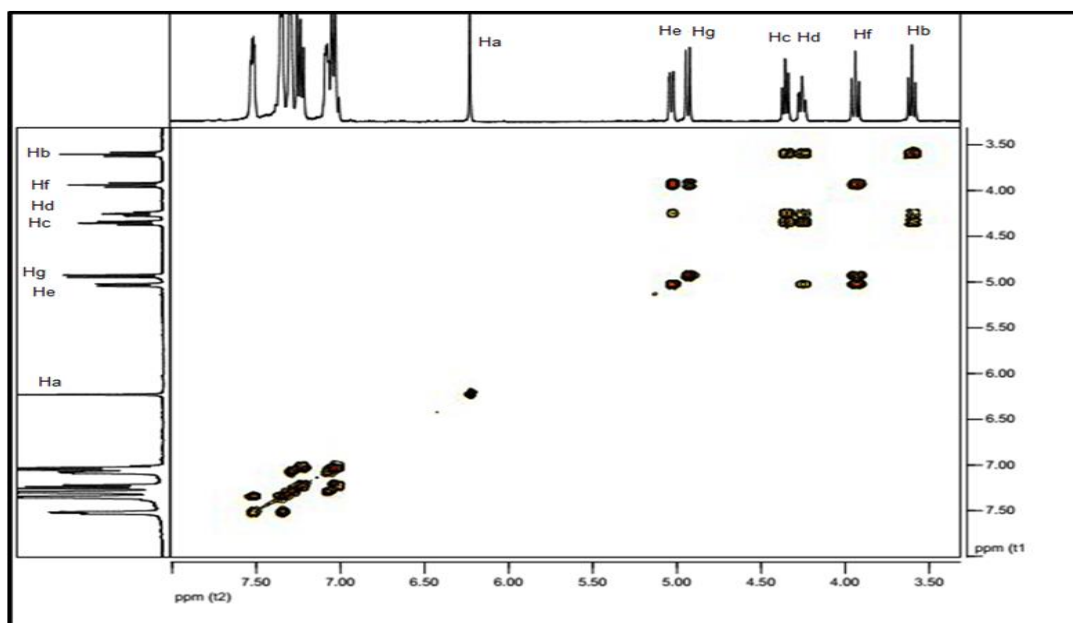 Ha He Hg Hc Hd Hf Hb
Hb
Hf
Hd
Hc
Hg
He
Ha
3.50
4.00
4.50
5.00
5.50
6.00
6.50
7.00
7.50
ppm (t1
7.50 7.00 6.50 6.00 5.50 5.00 4.50 4.00 3.50
ppm (t2)